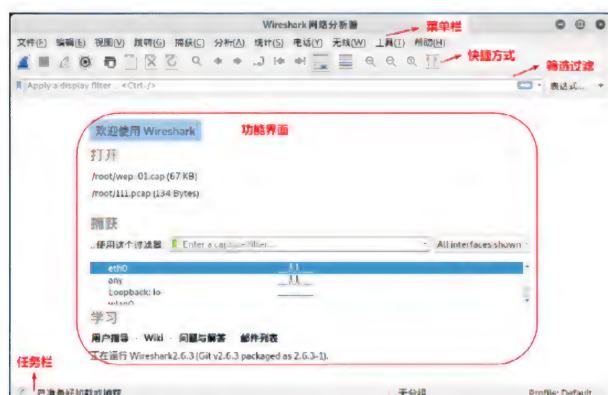 Wireshark 网络分析器
菜单栏
文件(F) 编辑(E) 视图(V) 跳转(G) 捕获(C) 分析(A) 统计(S) 电话(Y) 无线(W) 工具(T) 帮助(H)
快捷方式
筛选过滤
Apply a display filter ... <Ctrl-/>
表达式... +
欢迎使用 Wireshark
功能界面
打开
/root/wep-01.cap (67 KB)
/root/111.pcap (134 Bytes)
捕获
...使用这个过滤器: Enter a capture filter ...
All interfaces shown
eth0
any
Loopback: lo
wlan0
学习
用户指导 · Wiki · 问题与解答 · 邮件列表
正在运行 Wireshark2.6.3 (Git v2.6.3 packaged as 2.6.3-1).
任务栏
已准备好加载或捕获
无分组
Profile: Default